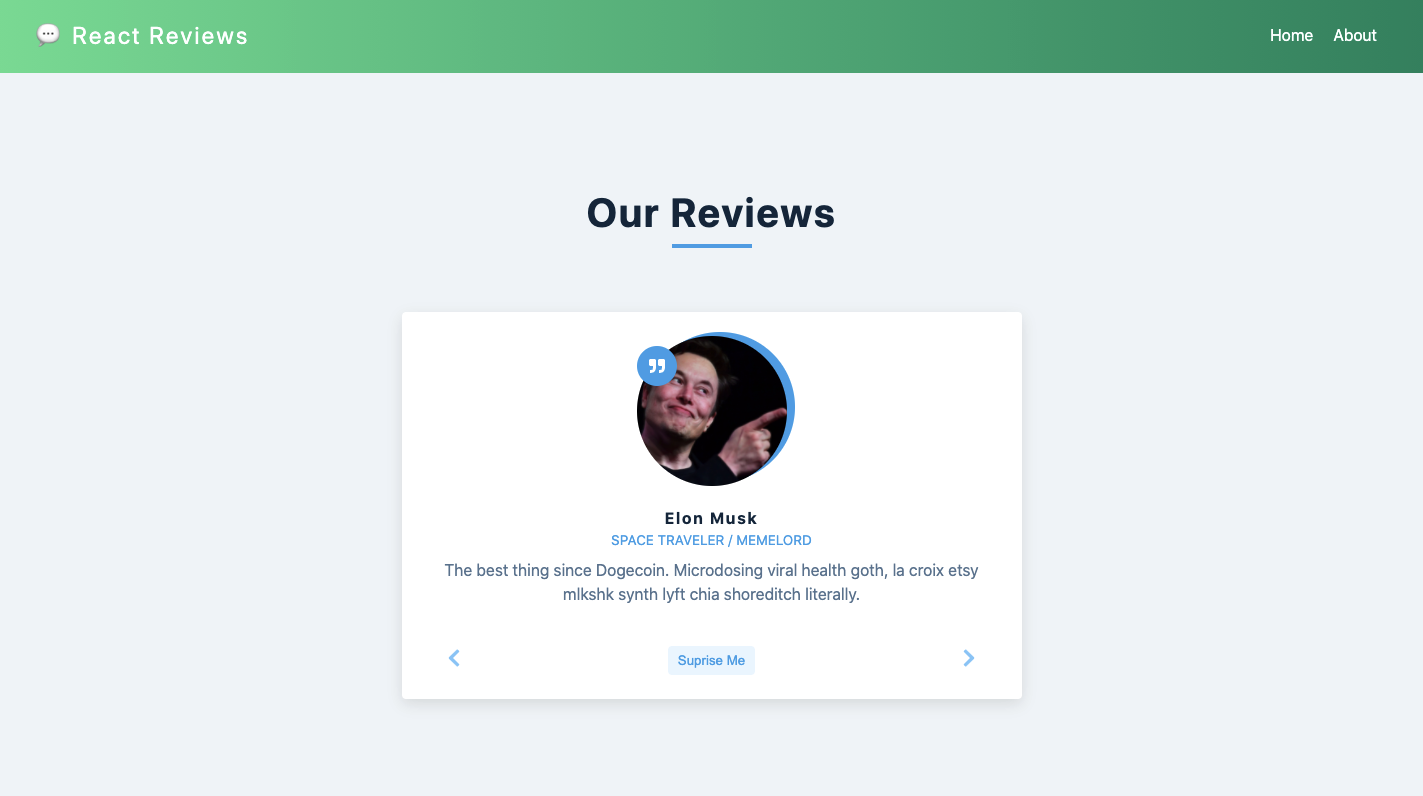 React Reviews
Home
About
Our Reviews
Elon Musk
SPACE TRAVELER / MEMELORD
The best thing since Dogecoin. Microdosing viral health goth, la croix etsy
mlkshk synth lyft chia shoreditch literally.
Suprise Me